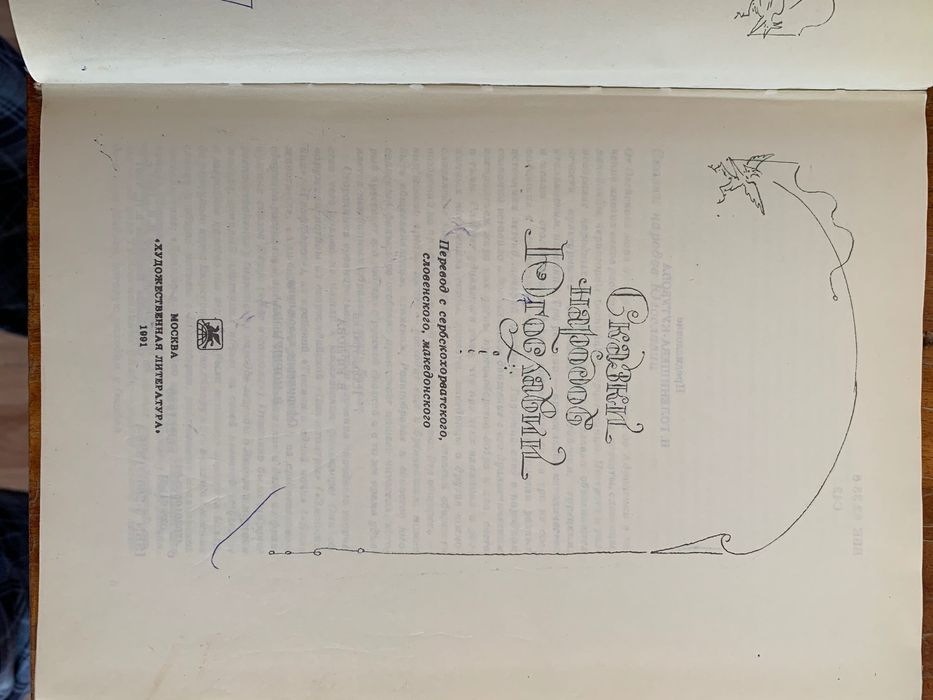 Сказки
народов
Югославии
Перевод с сербскохорватского,
словенского, македонского
МОСКВА
«ХУДОЖЕСТВЕННАЯ ЛИТЕРАТУРА»
1991